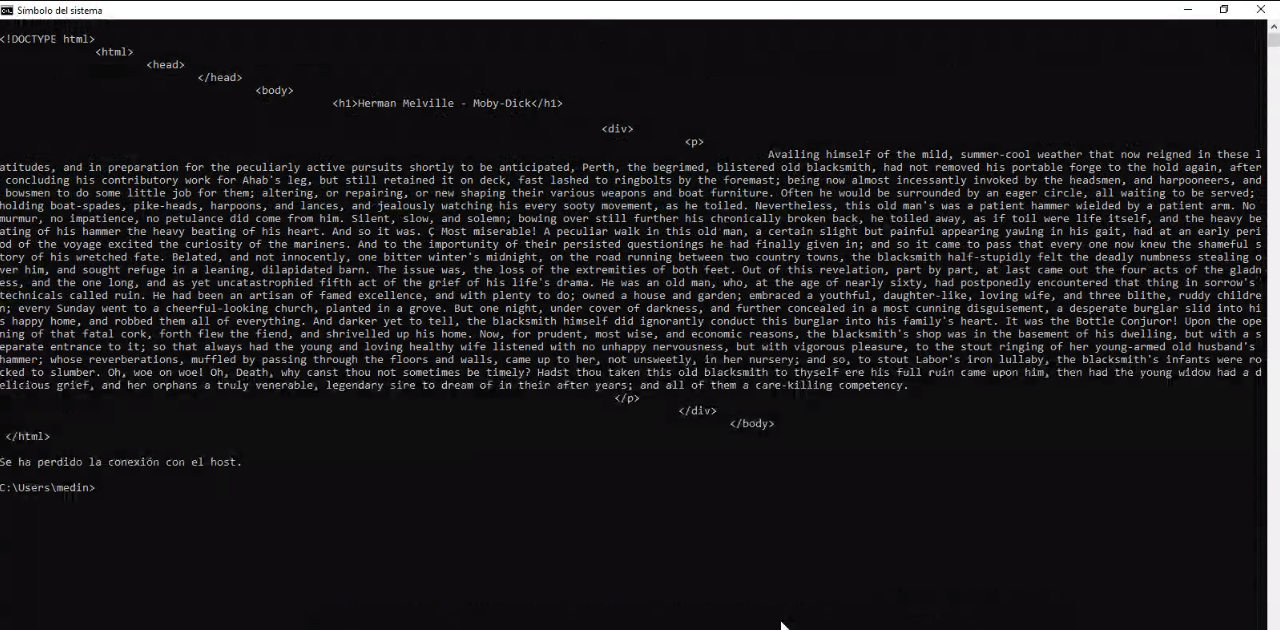 Símbolo del sistema
<!DOCTYPE html>
<html>
<head>
</head>
<body>
<h1>Herman Melville - Moby-Dick</h1>
<div>
<p>
Availing himself of the mild, summer-cool weather that now reigned in these l
atitudes, and in preparation for the peculiarly active pursuits shortly to be anticipated, Perth, the begrimed, blistered old blacksmith, had not removed his portable forge to the hold again, after
concluding his contributory work for Ahab's leg, but still retained it on deck, fast lashed to ringbolts by the foremast; being now almost incessantly invoked by the headsmen, and harpooneers, and
bowsmen to do some little job for them; altering, or repairing, or new shaping their various weapons and boat furniture. Often he would be surrounded by an eager circle, all waiting to be served;
holding boat-spades, pike-heads, harpoons, and lances, and jealously watching his every sooty movement, as he toiled. Nevertheless, this old man's was a patient hammer wielded by a patient arm. No
murmur, no impatience, no petulance did come from him. Silent, slow, and solemn; bowing over still further his chronically broken back, he toiled away, as if toil were life itself, and the heavy be
ating of his hammer the heavy beating of his heart. And so it was. Ç Most miserable! A peculiar walk in this old man, a certain slight but painful appearing yawing in his gait, had at an early peri
od of the voyage excited the curiosity of the mariners. And to the importunity of their persisted questionings he had finally given in; and so it came to pass that every one now knew the shameful s
tory of his wretched fate. Belated, and not innocently, one bitter winter's midnight, on the road running between two country towns, the blacksmith half-stupidly felt the deadly numbness stealing o
ver him, and sought refuge in a leaning, dilapidated barn. The issue was, the loss of the extremities of both feet. Out of this revelation, part by part, at last came out the four acts of the gladn
ess, and the one long, and as yet uncatastrophied fifth act of the grief of his life's drama. He was an old man, who, at the age of nearly sixty, had postponedly encountered that thing in sorrow's
technicals called ruin. He had been an artisan of famed excellence, and with plenty to do; owned a house and garden; embraced a youthful, daughter-like, loving wife, and three blithe, ruddy childre
n; every Sunday went to a cheerful-looking church, planted in a grove. But one night, under cover of darkness, and further concealed in a most cunning disguisement, a desperate burglar slid into hi
s happy home, and robbed them all of everything. And darker yet to tell, the blacksmith himself did ignorantly conduct this burglar into his family's heart. It was the Bottle Conjuror! Upon the ope
ning of that fatal cork, forth flew the fiend, and shrivelled up his home. Now, for prudent, most wise, and economic reasons, the blacksmith's shop was in the basement of his dwelling, but with a s
eparate entrance to it; so that always had the young and loving healthy wife listened with no unhappy nervousness, but with vigorous pleasure, to the stout ringing of her young-armed old husband's
hammer; whose reverberations, muffled by passing through the floors and walls, came up to her, not unsweetly, in her nursery; and so, to stout Labor's iron lullaby, the blacksmith's infants were ro
cked to slumber. Oh, woe on woe! Oh, Death, why canst thou not sometimes be timely? Hadst thou taken this old blacksmith to thyself ere his full ruin came upon him, then had the young widow had a d
elicious grief, and her orphans a truly venerable, legendary sire to dream of in their after years; and all of them a care-killing competency.
</p>
</div>
</body>
</html>
Se ha perdido la conexión con el host.
C:\Users\medin>